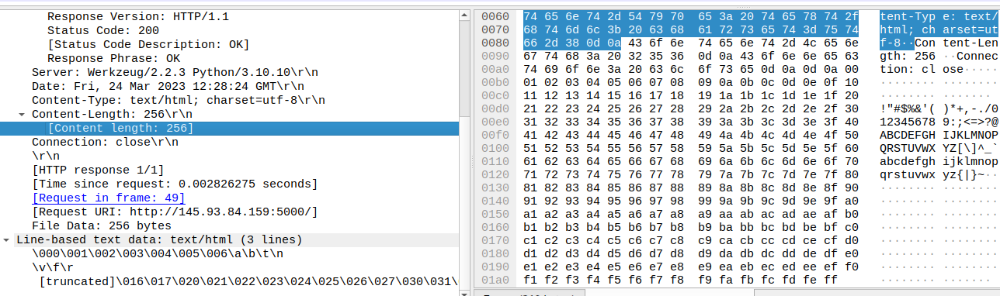 Response Version: HTTP/1.1
Status Code: 200
[Status Code Description: OK]
Response Phrase: OK
Server: Werkzeug/2.2.3 Python/3.10.10\r\n
Date: Fri, 24 Mar 2023 12:28:24 GMT\r\n
Content-Type: text/html; charset=utf-8\r\n
Content-Length: 256\r\n
[Content length: 256]
Connection: close\r\n
\r\n
[HTTP response 1/1]
[Time since request: 0.002826275 seconds]
[Request in frame: 49]
[Request URI: http://145.93.84.159:5000/]
File Data: 256 bytes
Line-based text data: text/html (3 lines)
\000\001\002\003\004\005\006\a\b\t\n
\v\f\r
[truncated]\016\017\020\021\022\023\024\025\026\027\030\031\
0060 74 65 6e 74 2d 54 79 70 65 3a 20 74 65 78 74 2f tent-Typ e: text/
0070 68 74 6d 6c 3b 20 63 68 61 72 73 65 74 3d 75 74 html; ch arset=ut
0080 66 2d 38 0d 0a 43 6f 6e 74 65 6e 74 2d 4c 65 6e f-8··Con tent-Len
0090 67 74 68 3a 20 32 35 36 0d 0a 43 6f 6e 6e 65 63 gth: 256 ··Connec
00a0 74 69 6f 6e 3a 20 63 6c 6f 73 65 0d 0a 0d 0a 00 tion: cl ose·····
00b0 01 02 03 04 05 06 07 08 09 0a 0b 0c 0d 0e 0f 10 ········ ········
00c0 11 12 13 14 15 16 17 18 19 1a 1b 1c 1d 1e 1f 20 ········ ·······
00d0 21 22 23 24 25 26 27 28 29 2a 2b 2c 2d 2e 2f 30 !"#$%&'( )*+,-./0
00e0 31 32 33 34 35 36 37 38 39 3a 3b 3c 3d 3e 3f 40 12345678 9:;<=>?@
00f0 41 42 43 44 45 46 47 48 49 4a 4b 4c 4d 4e 4f 50 ABCDEFGH IJKLMNOP
0100 51 52 53 54 55 56 57 58 59 5a 5b 5c 5d 5e 5f 60 QRSTUVWX YZ[\]^_`
0110 61 62 63 64 65 66 67 68 69 6a 6b 6c 6d 6e 6f 70 abcdefgh ijklmnop
0120 71 72 73 74 75 76 77 78 79 7a 7b 7c 7d 7e 7f 80 qrstuvwx yz{|}~··
0130 81 82 83 84 85 86 87 88 89 8a 8b 8c 8d 8e 8f 90 ········ ········
0140 91 92 93 94 95 96 97 98 99 9a 9b 9c 9d 9e 9f a0 ········ ········
0150 a1 a2 a3 a4 a5 a6 a7 a8 a9 aa ab ac ad ae af b0 ········ ········
0160 b1 b2 b3 b4 b5 b6 b7 b8 b9 ba bb bc bd be bf c0 ········ ········
0170 c1 c2 c3 c4 c5 c6 c7 c8 c9 ca cb cc cd ce cf d0 ········ ········
0180 d1 d2 d3 d4 d5 d6 d7 d8 d9 da db dc dd de df e0 ········ ········
0190 e1 e2 e3 e4 e5 e6 e7 e8 e9 ea eb ec ed ee ef f0 ········ ········
01a0 f1 f2 f3 f4 f5 f6 f7 f8 f9 fa fb fc fd fe ff ········ ·······